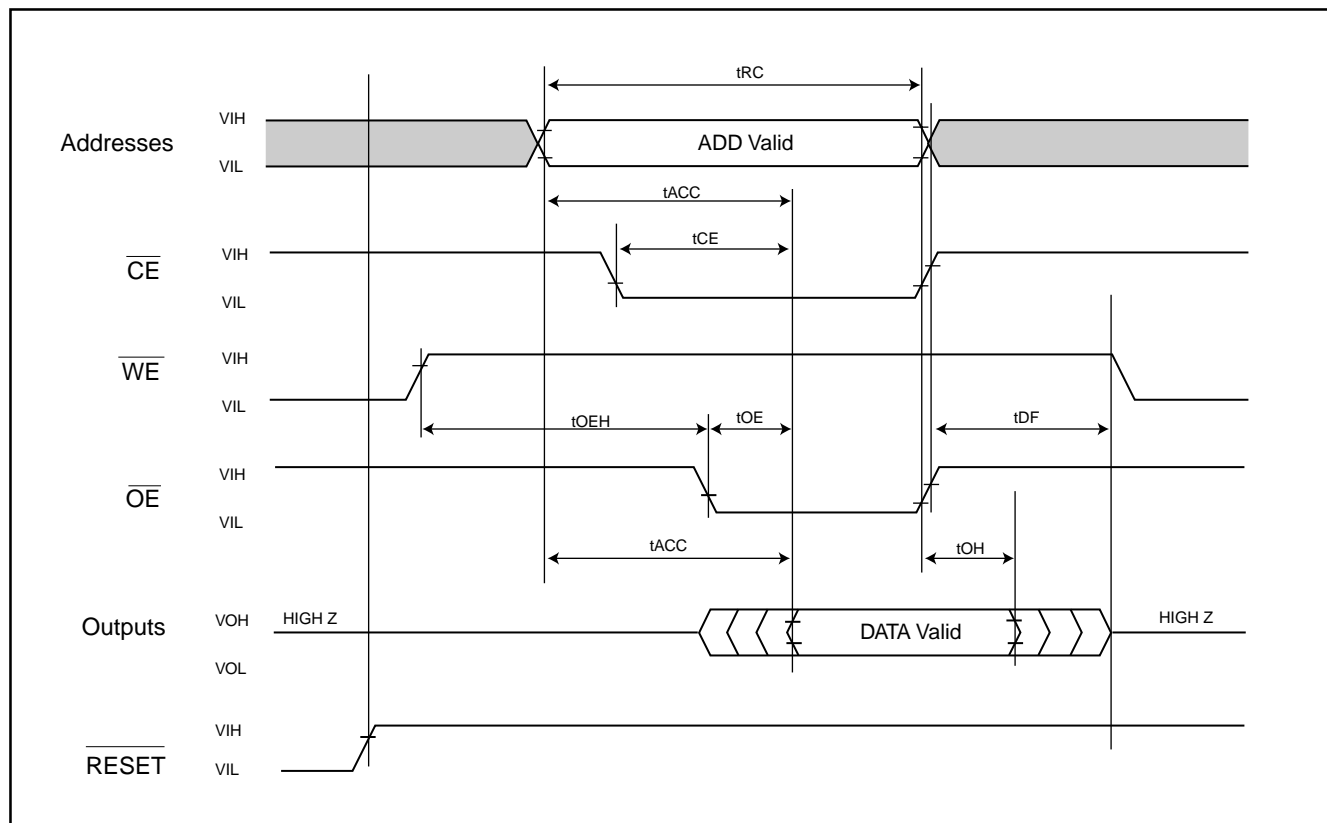 tRC
VIH
Addresses
ADD Valid
VIL
tACC
tCE
VIH
CE
VIL
VIH
WE
VIL
tOEH
tOE
tDF
VIH
OE
VIL
tACC
tOH
VOH
HIGH Z
Outputs
DATA Valid
HIGH Z
VOL
VIH
RESET
VIL